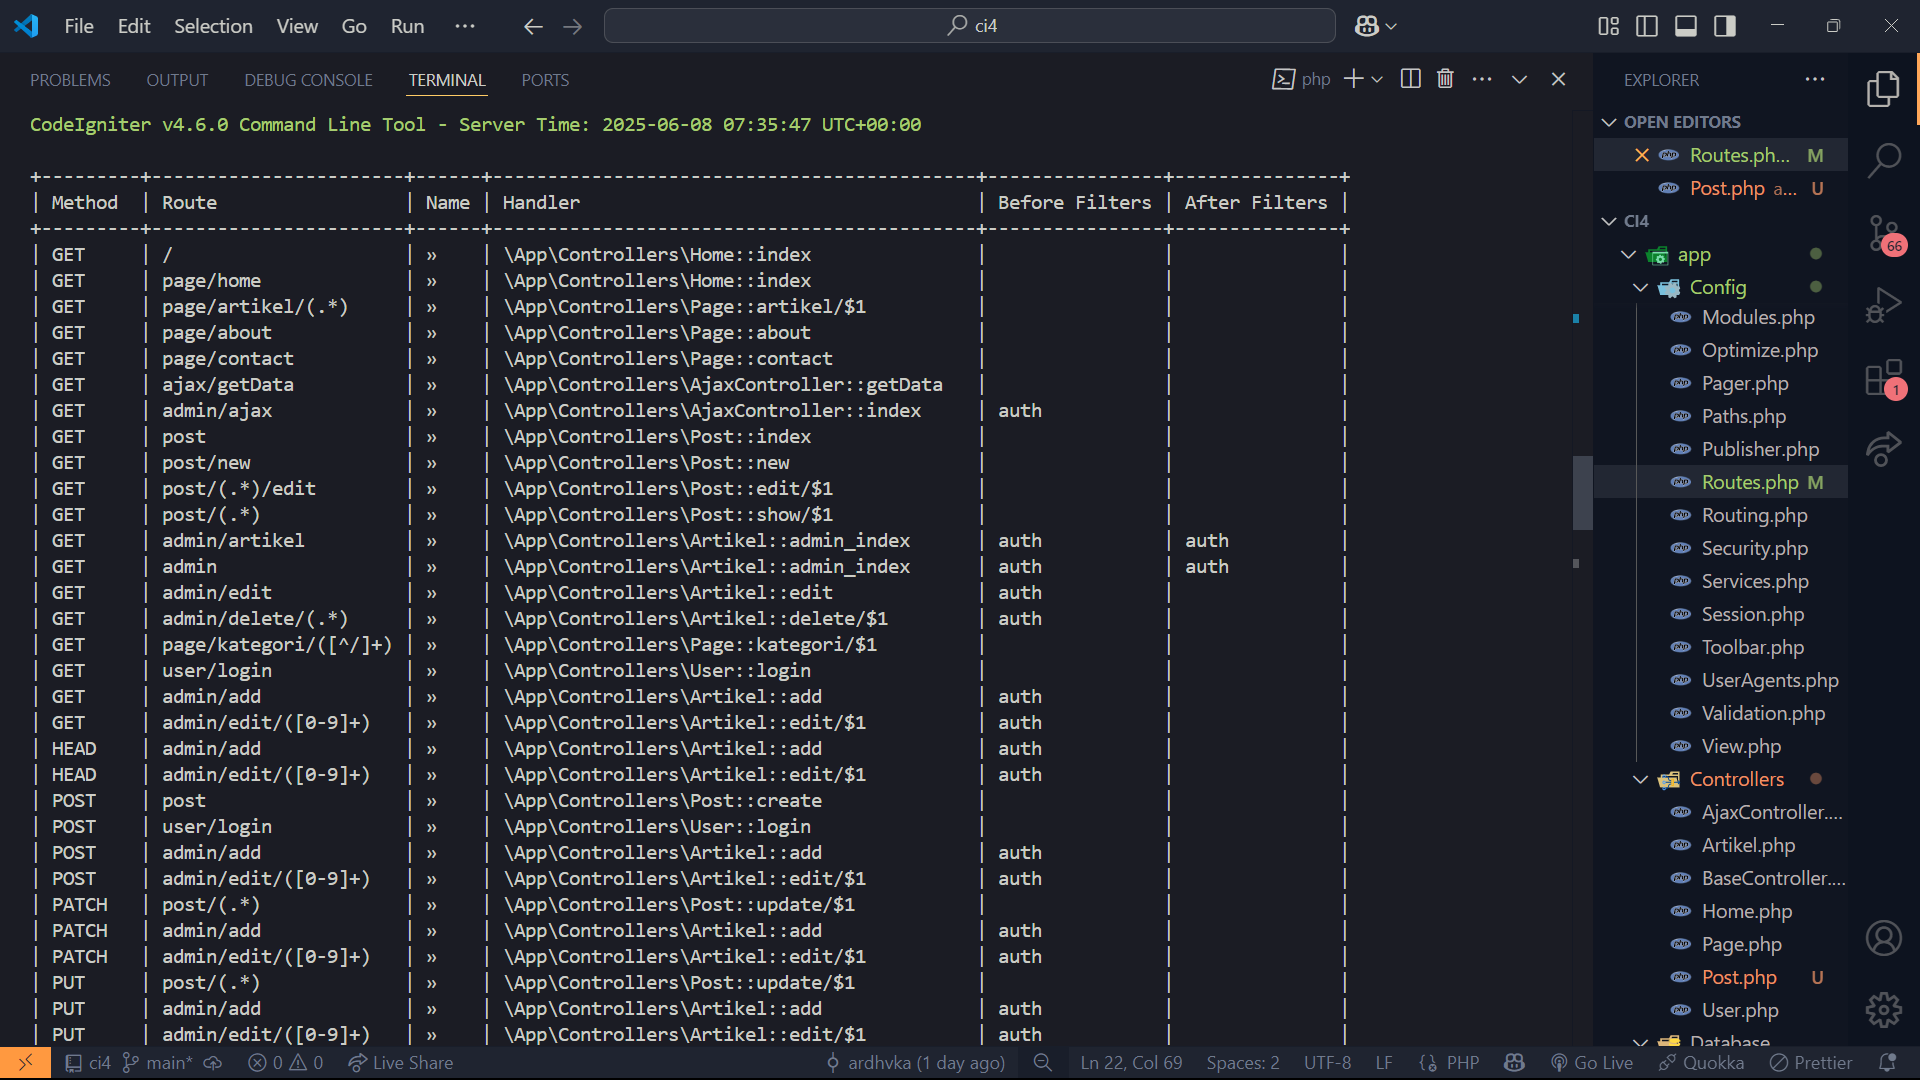 File Edit Selection View Go Run ··· ci4
PROBLEMS OUTPUT DEBUG CONSOLE TERMINAL PORTS php
CodeIgniter v4.6.0 Command Line Tool - Server Time: 2025-06-08 07:35:47 UTC+00:00
+---------+-----------------------+------+--------------------------------------------+----------------+---------------+
| Method | Route | Name | Handler | Before Filters | After Filters |
+---------+-----------------------+------+--------------------------------------------+----------------+---------------+
| GET | / | » | \App\Controllers\Home::index | | |
| GET | page/home | » | \App\Controllers\Home::index | | |
| GET | page/artikel/(.*) | » | \App\Controllers\Page::artikel/$1 | | |
| GET | page/about | » | \App\Controllers\Page::about | | |
| GET | page/contact | » | \App\Controllers\Page::contact | | |
| GET | ajax/getData | » | \App\Controllers\AjaxController::getData | | |
| GET | admin/ajax | » | \App\Controllers\AjaxController::index | auth | |
| GET | post | » | \App\Controllers\Post::index | | |
| GET | post/new | » | \App\Controllers\Post::new | | |
| GET | post/(.*)/edit | » | \App\Controllers\Post::edit/$1 | | |
| GET | post/(.*) | » | \App\Controllers\Post::show/$1 | | |
| GET | admin/artikel | » | \App\Controllers\Artikel::admin_index | auth | auth |
| GET | admin | » | \App\Controllers\Artikel::admin_index | auth | auth |
| GET | admin/edit | » | \App\Controllers\Artikel::edit | auth | |
| GET | admin/delete/(.*) | » | \App\Controllers\Artikel::delete/$1 | auth | |
| GET | page/kategori/([^/]+) | » | \App\Controllers\Page::kategori/$1 | | |
| GET | user/login | » | \App\Controllers\User::login | | |
| GET | admin/add | » | \App\Controllers\Artikel::add | auth | |
| GET | admin/edit/([0-9]+) | » | \App\Controllers\Artikel::edit/$1 | auth | |
| HEAD | admin/add | » | \App\Controllers\Artikel::add | auth | |
| HEAD | admin/edit/([0-9]+) | » | \App\Controllers\Artikel::edit/$1 | auth | |
| POST | post | » | \App\Controllers\Post::create | | |
| POST | user/login | » | \App\Controllers\User::login | | |
| POST | admin/add | » | \App\Controllers\Artikel::add | auth | |
| POST | admin/edit/([0-9]+) | » | \App\Controllers\Artikel::edit/$1 | auth | |
| PATCH | post/(.*) | » | \App\Controllers\Post::update/$1 | | |
| PATCH | admin/add | » | \App\Controllers\Artikel::add | auth | |
| PATCH | admin/edit/([0-9]+) | » | \App\Controllers\Artikel::edit/$1 | auth | |
| PUT | post/(.*) | » | \App\Controllers\Post::update/$1 | | |
| PUT | admin/add | » | \App\Controllers\Artikel::add | auth | |
| PUT | admin/edit/([0-9]+) | » | \App\Controllers\Artikel::edit/$1 | auth | |
EXPLORER ···
OPEN EDITORS
Routes.ph... M
Post.php a... U
CI4
app
Config
Modules.php
Optimize.php
Pager.php
Paths.php
Publisher.php
Routes.php M
Routing.php
Security.php
Services.php
Session.php
Toolbar.php
UserAgents.php
Validation.php
View.php
Controllers
AjaxController....
Artikel.php
BaseController....
Home.php
Page.php
Post.php U
User.php
Database
66
1
ci4 main* 0 0 Live Share ardhvka (1 day ago) Ln 22, Col 69 Spaces: 2 UTF-8 LF {} PHP Go Live Quokka Prettier